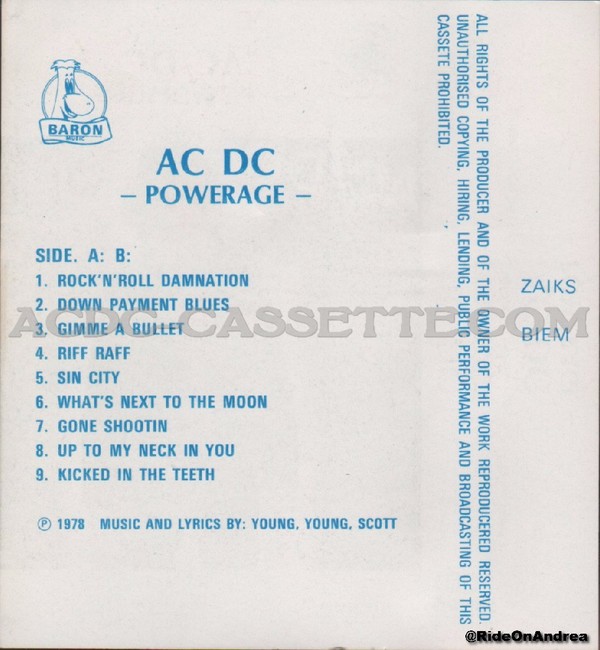 BARON
MUSIC
AC DC
– POWERAGE –
SIDE. A: B:
1. ROCK'N'ROLL DAMNATION
2. DOWN PAYMENT BLUES
3. GIMME A BULLET
4. RIFF RAFF
5. SIN CITY
6. WHAT'S NEXT TO THE MOON
7. GONE SHOOTIN
8. UP TO MY NECK IN YOU
9. KICKED IN THE TEETH
Ⓟ 1978 MUSIC AND LYRICS BY: YOUNG, YOUNG, SCOTT
ALL RIGHTS OF THE PRODUCER AND OF THE OWNER OF THE WORK REPRODUCERED RESERVED.
UNAUTHORISED COPYING, HIRING, LENDING, PUBLIC PERFORMANCE AND BROADCASTING OF THIS
CASSETE PROHIBITED.
ZAIKS
BIEM
ACDC-CASSETTE.COM
@RideOnAndrea